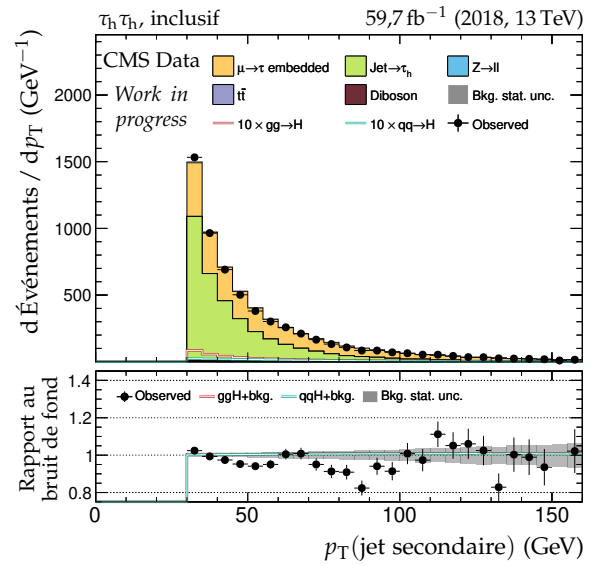 τₕτₕ, inclusif 59,7 fb⁻¹ (2018, 13 TeV)
CMS Data
Work in
progress
μ→τ embedded Jet→τₕ Z→ll
tt̄ Diboson Bkg. stat. unc.
10 × gg→H 10 × qq→H Observed
d Événements / dpT (GeV⁻¹)
2000
1500
1000
500
Observed ggH+bkg. qqH+bkg. Bkg. stat. unc.
Rapport au
bruit de fond
1.4
1.2
1.0
0.8
0 50 100 150
pT(jet secondaire) (GeV)